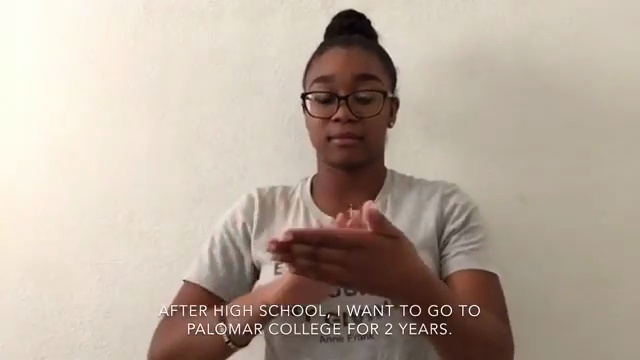 AFTER HIGH SCHOOL, I WANT TO GO TO
PALOMAR COLLEGE FOR 2 YEARS.
Anne Frank